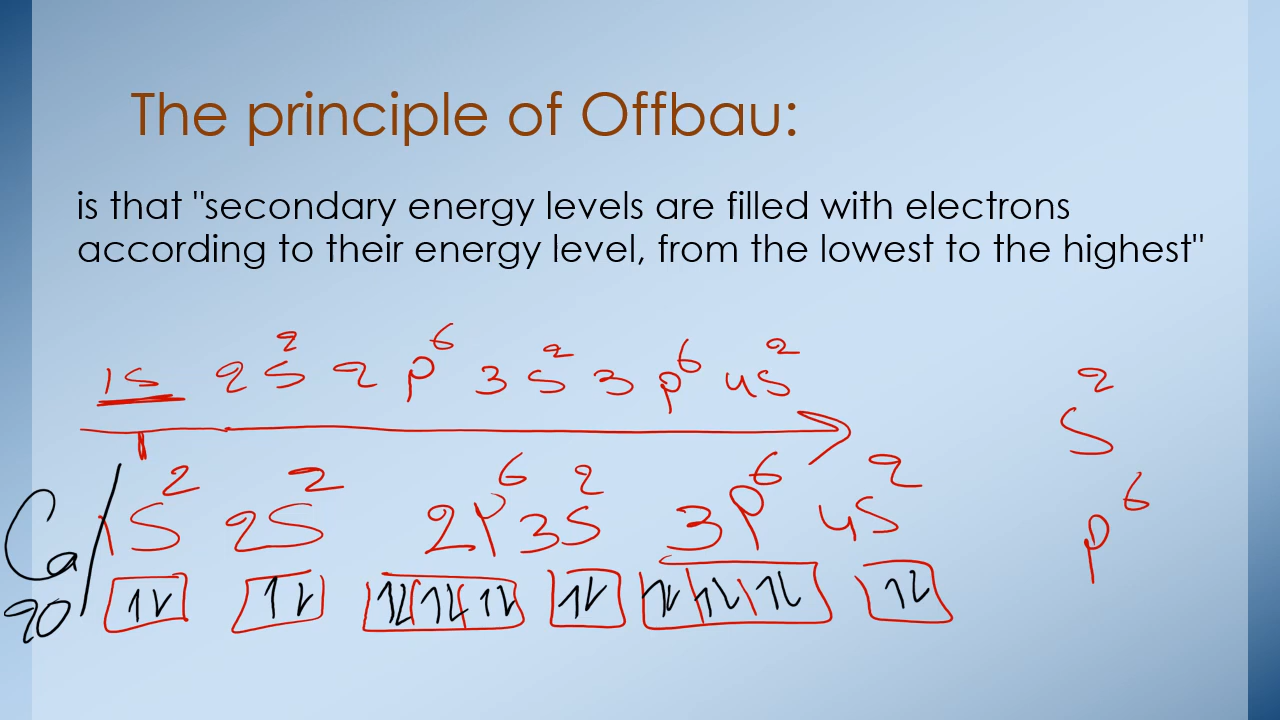 The principle of Offbau:
is that "secondary energy levels are filled with electrons
according to their energy level, from the lowest to the highest"
1s 2s² 2p⁶ 3s² 3p⁶ 4s²
s²
p⁶
Ca 1s² 2s² 2p⁶ 3s² 3p⁶ 4s²
20 ↿⇂ ↿⇂ ↿⇂ ↿⇂ ↿⇂ ↿⇂ ↿⇂ ↿⇂ ↿⇂ ↿⇂